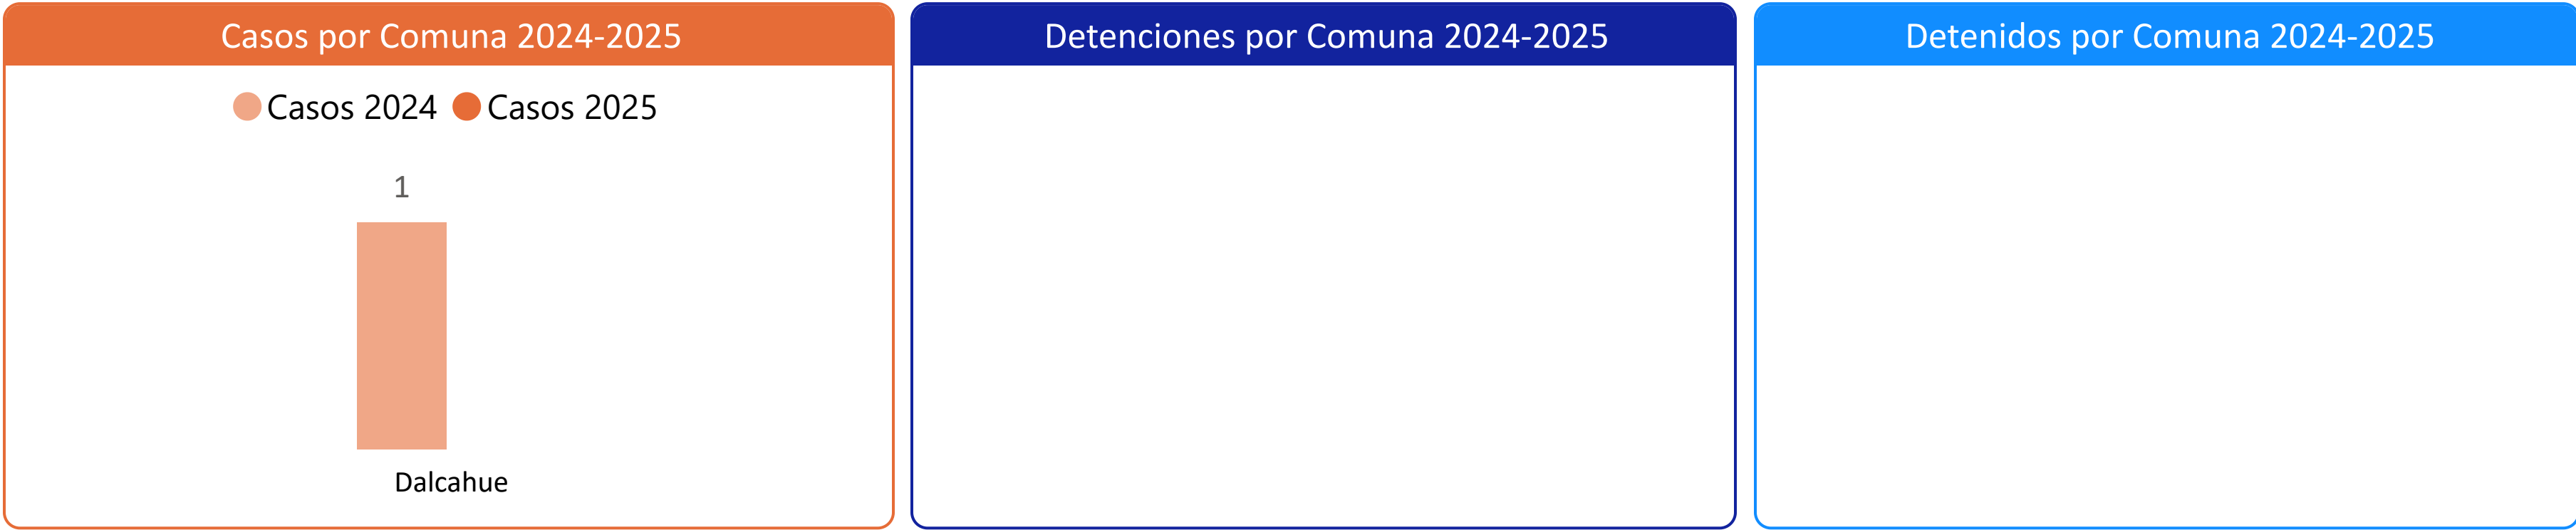 Casos por Comuna 2024-2025
Casos 2024 Casos 2025
1
Dalcahue
Detenciones por Comuna 2024-2025
Detenidos por Comuna 2024-2025